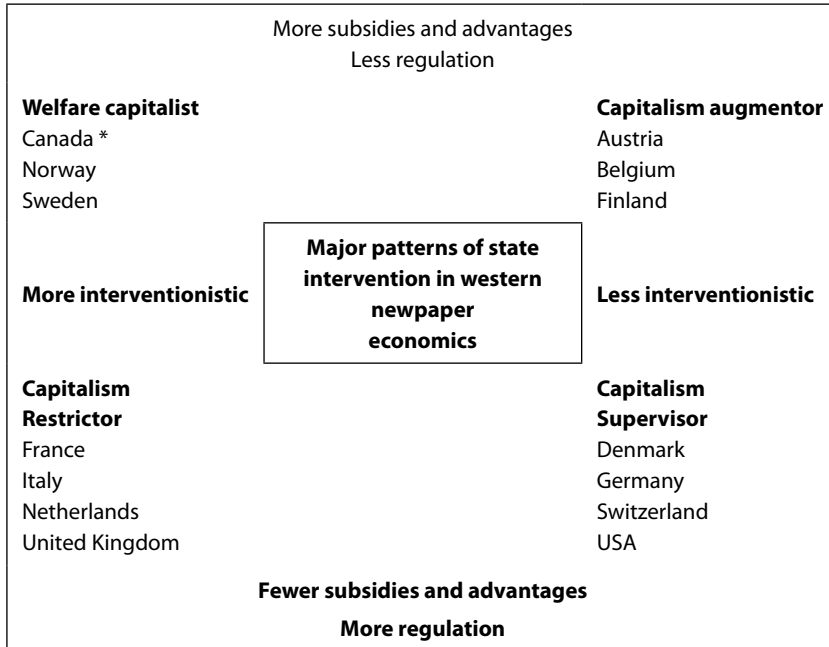 More subsidies and advantages
Less regulation
Welfare capitalist
Canada *
Norway
Sweden
Capitalism augmentor
Austria
Belgium
Finland
More interventionistic
Major patterns of state
intervention in western
newpaper
economics
Less interventionistic
Capitalism
Restrictor
France
Italy
Netherlands
United Kingdom
Capitalism
Supervisor
Denmark
Germany
Switzerland
USA
Fewer subsidies and advantages
More regulation